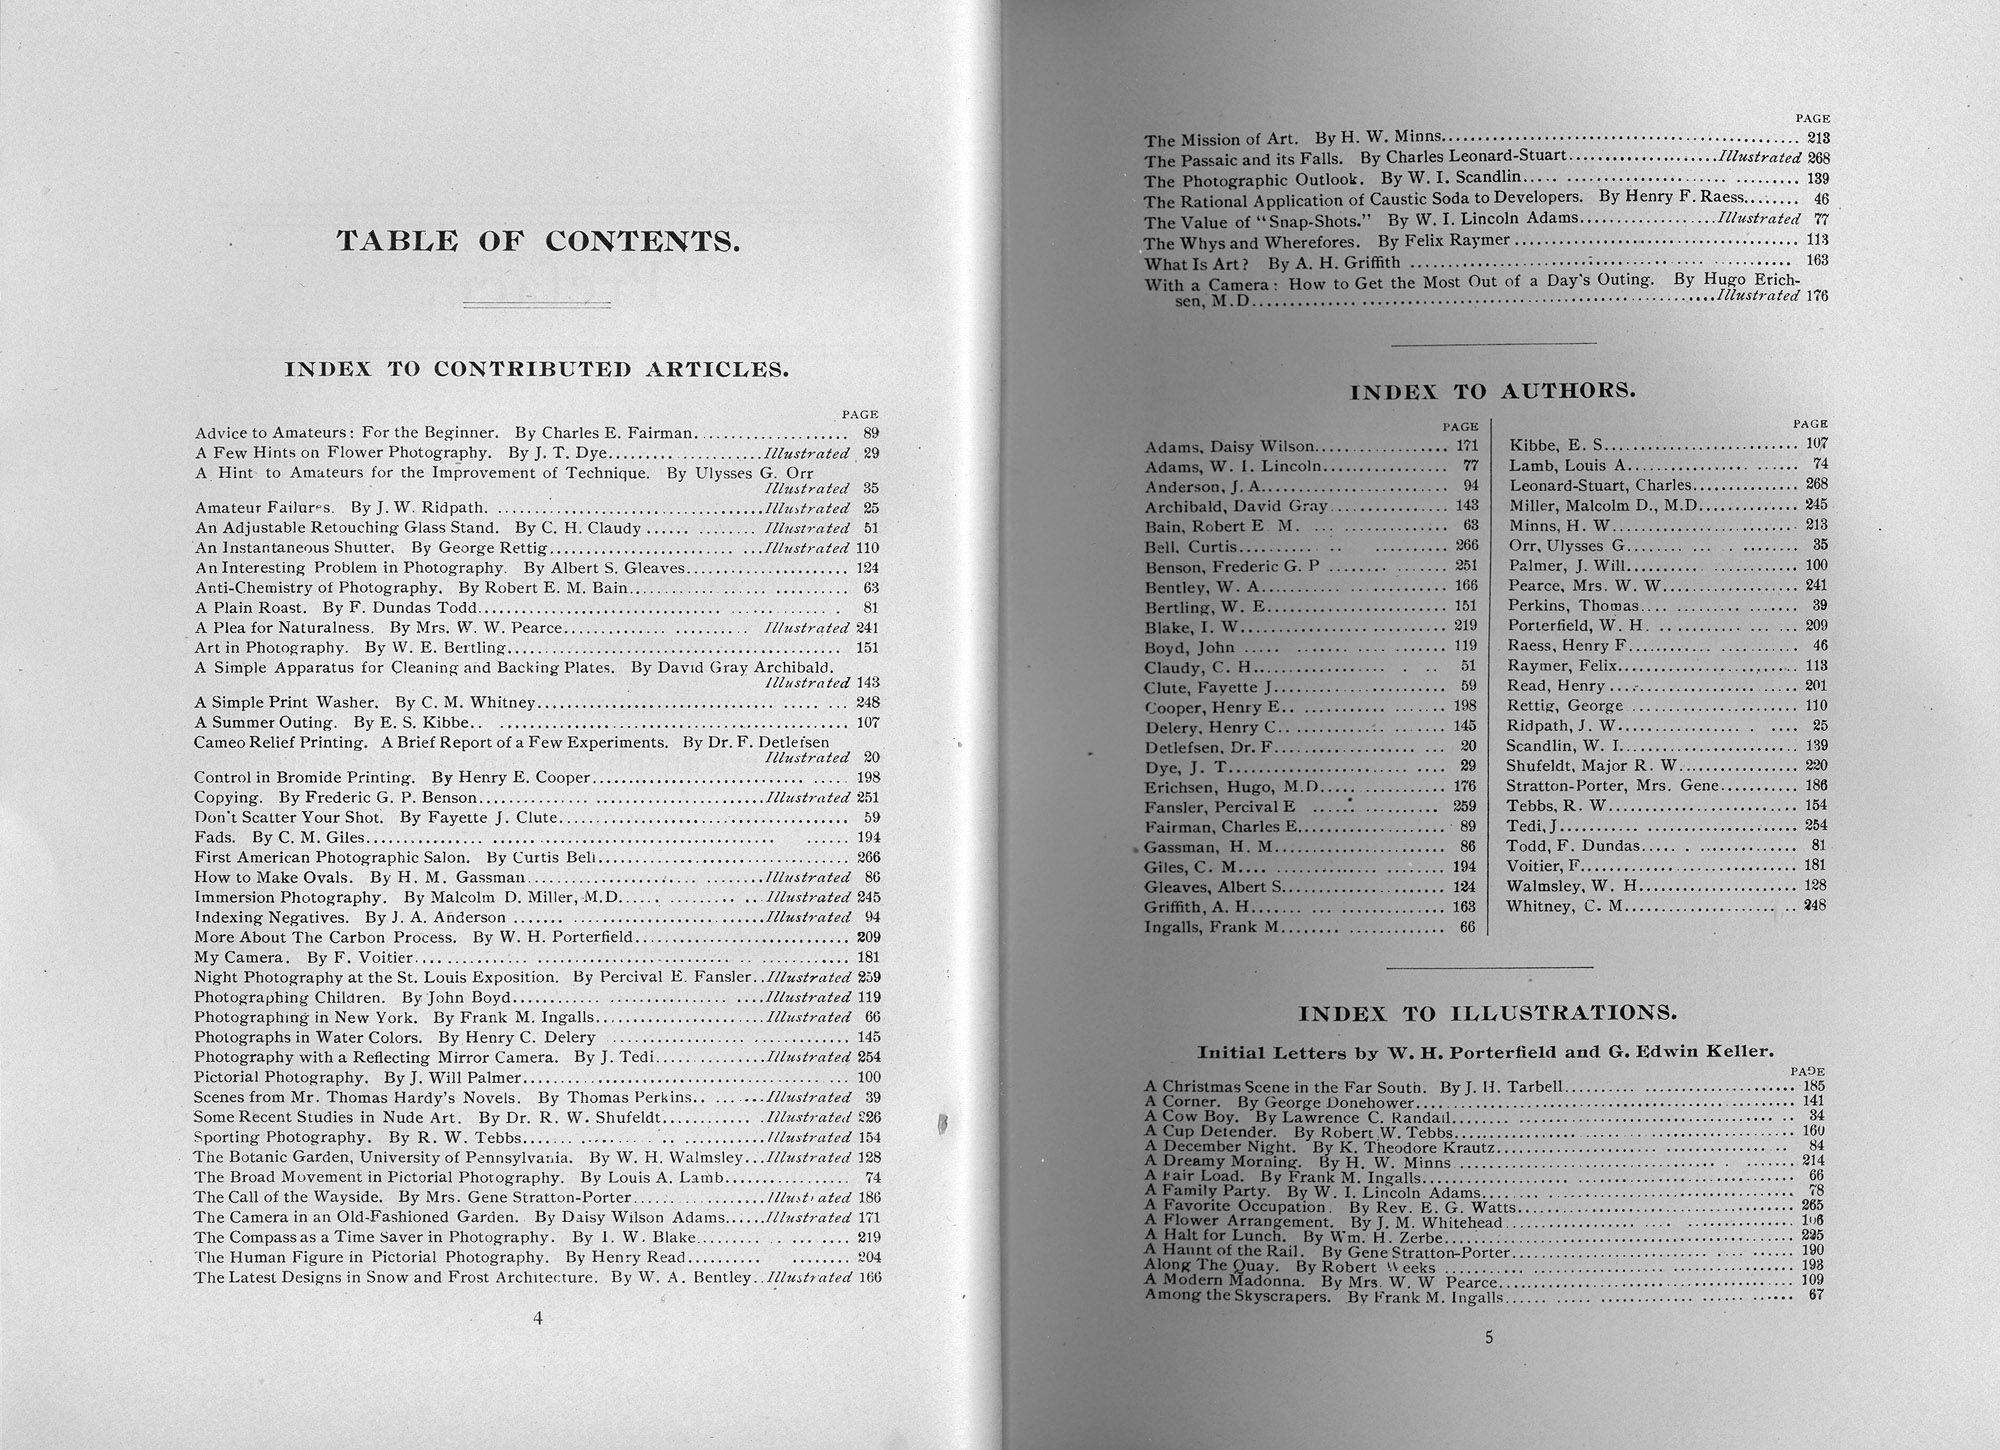 TABLE OF CONTENTS.
INDEX TO CONTRIBUTED ARTICLES.
PAGE
Advice to Amateurs: For the Beginner. By Charles E. Fairman. 89
A Few Hints on Flower Photography. By J. T. Dye. Illustrated 29
A Hint to Amateurs for the Improvement of Technique. By Ulysses G. Orr
Illustrated 35
Amateur Failures. By J. W. Ridpath. Illustrated 25
An Adjustable Retouching Glass Stand. By C. H. Claudy Illustrated 51
An Instantaneous Shutter. By George Rettig Illustrated 110
An Interesting Problem in Photography. By Albert S. Gleaves 124
Anti-Chemistry of Photography. By Robert E. M. Bain 63
A Plain Roast. By F. Dundas Todd 81
A Plea for Naturalness. By Mrs. W. W. Pearce Illustrated 241
Art in Photography. By W. E. Bertling 151
A Simple Apparatus for Cleaning and Backing Plates. By David Gray Archibald.
Illustrated 143
A Simple Print Washer. By C. M. Whitney 248
A Summer Outing. By E. S. Kibbe 107
Cameo Relief Printing. A Brief Report of a Few Experiments. By Dr. F. Detlefsen
Illustrated 20
Control in Bromide Printing. By Henry E. Cooper 198
Copying. By Frederic G. P. Benson Illustrated 251
Don't Scatter Your Shot. By Fayette J. Clute 59
Fads. By C. M. Giles 194
First American Photographic Salon. By Curtis Bell 266
How to Make Ovals. By H. M. Gassman Illustrated 86
Immersion Photography. By Malcolm D. Miller, M.D. Illustrated 245
Indexing Negatives. By J. A. Anderson Illustrated 94
More About The Carbon Process. By W. H. Porterfield 209
My Camera. By F. Voitier 181
Night Photography at the St. Louis Exposition. By Percival E. Fansler Illustrated 259
Photographing Children. By John Boyd Illustrated 119
Photographing in New York. By Frank M. Ingalls Illustrated 66
Photographs in Water Colors. By Henry C. Delery 145
Photography with a Reflecting Mirror Camera. By J. Tedi Illustrated 254
Pictorial Photography. By J. Will Palmer 100
Scenes from Mr. Thomas Hardy's Novels. By Thomas Perkins Illustrated 39
Some Recent Studies in Nude Art. By Dr. R. W. Shufeldt Illustrated 226
Sporting Photography. By R. W. Tebbs Illustrated 154
The Botanic Garden, University of Pennsylvania. By W. H. Walmsley Illustrated 128
The Broad Movement in Pictorial Photography. By Louis A. Lamb 74
The Call of the Wayside. By Mrs. Gene Stratton-Porter Illustrated 186
The Camera in an Old-Fashioned Garden. By Daisy Wilson Adams Illustrated 171
The Compass as a Time Saver in Photography. By I. W. Blake 219
The Human Figure in Pictorial Photography. By Henry Read 204
The Latest Designs in Snow and Frost Architecture. By W. A. Bentley Illustrated 166
4
PAGE
The Mission of Art. By H. W. Minns 213
The Passaic and its Falls. By Charles Leonard-Stuart Illustrated 268
The Photographic Outlook. By W. I. Scandlin 139
The Rational Application of Caustic Soda to Developers. By Henry F. Raess 46
The Value of "Snap-Shots." By W. I. Lincoln Adams Illustrated 77
The Whys and Wherefores. By Felix Raymer 113
What Is Art? By A. H. Griffith 163
With a Camera: How to Get the Most Out of a Day's Outing. By Hugo Erich-
sen, M.D. Illustrated 176
INDEX TO AUTHORS.
PAGE
Adams, Daisy Wilson 171
Adams, W. I. Lincoln 77
Anderson, J. A. 94
Archibald, David Gray 143
Bain, Robert E M. 63
Bell, Curtis 266
Benson, Frederic G. P 251
Bentley, W. A. 166
Bertling, W. E. 151
Blake, I. W. 219
Boyd, John 119
Claudy, C. H. 51
Clute, Fayette J. 59
Cooper, Henry E. 198
Delery, Henry C. 145
Detlefsen, Dr. F. 20
Dye, J. T. 29
Erichsen, Hugo, M.D. 176
Fansler, Percival E 259
Fairman, Charles E. 89
Gassman, H. M. 86
Giles, C. M. 194
Gleaves, Albert S. 124
Griffith, A. H. 163
Ingalls, Frank M. 66
PAGE
Kibbe, E. S. 107
Lamb, Louis A. 74
Leonard-Stuart, Charles 268
Miller, Malcolm D., M.D. 245
Minns, H. W. 213
Orr, Ulysses G. 35
Palmer, J. Will 100
Pearce, Mrs. W. W. 241
Perkins, Thomas 39
Porterfield, W. H. 209
Raess, Henry F. 46
Raymer, Felix 113
Read, Henry 201
Rettig, George 110
Ridpath, J. W. 25
Scandlin, W. I. 139
Shufeldt, Major R. W. 220
Stratton-Porter, Mrs. Gene 186
Tebbs, R. W. 154
Tedi, J. 254
Todd, F. Dundas 81
Voitier, F. 181
Walmsley, W. H. 128
Whitney, C. M. 248
INDEX TO ILLUSTRATIONS.
Initial Letters by W. H. Porterfield and G. Edwin Keller.
PAGE
A Christmas Scene in the Far South. By J. H. Tarbell 185
A Corner. By George Donehower 141
A Cow Boy. By Lawrence C. Randall 34
A Cup Defender. By Robert W. Tebbs 160
A December Night. By K. Theodore Krautz 84
A Dreamy Morning. By H. W. Minns 214
A Fair Load. By Frank M. Ingalls 66
A Family Party. By W. I. Lincoln Adams 78
A Favorite Occupation. By Rev. E. G. Watts 265
A Flower Arrangement. By J. M. Whitehead 106
A Halt for Lunch. By Wm. H. Zerbe 225
A Haunt of the Rail. By Gene Stratton-Porter 190
Along The Quay. By Robert Weeks 193
A Modern Madonna. By Mrs. W. W Pearce 109
Among the Skyscrapers. By Frank M. Ingalls 67
5